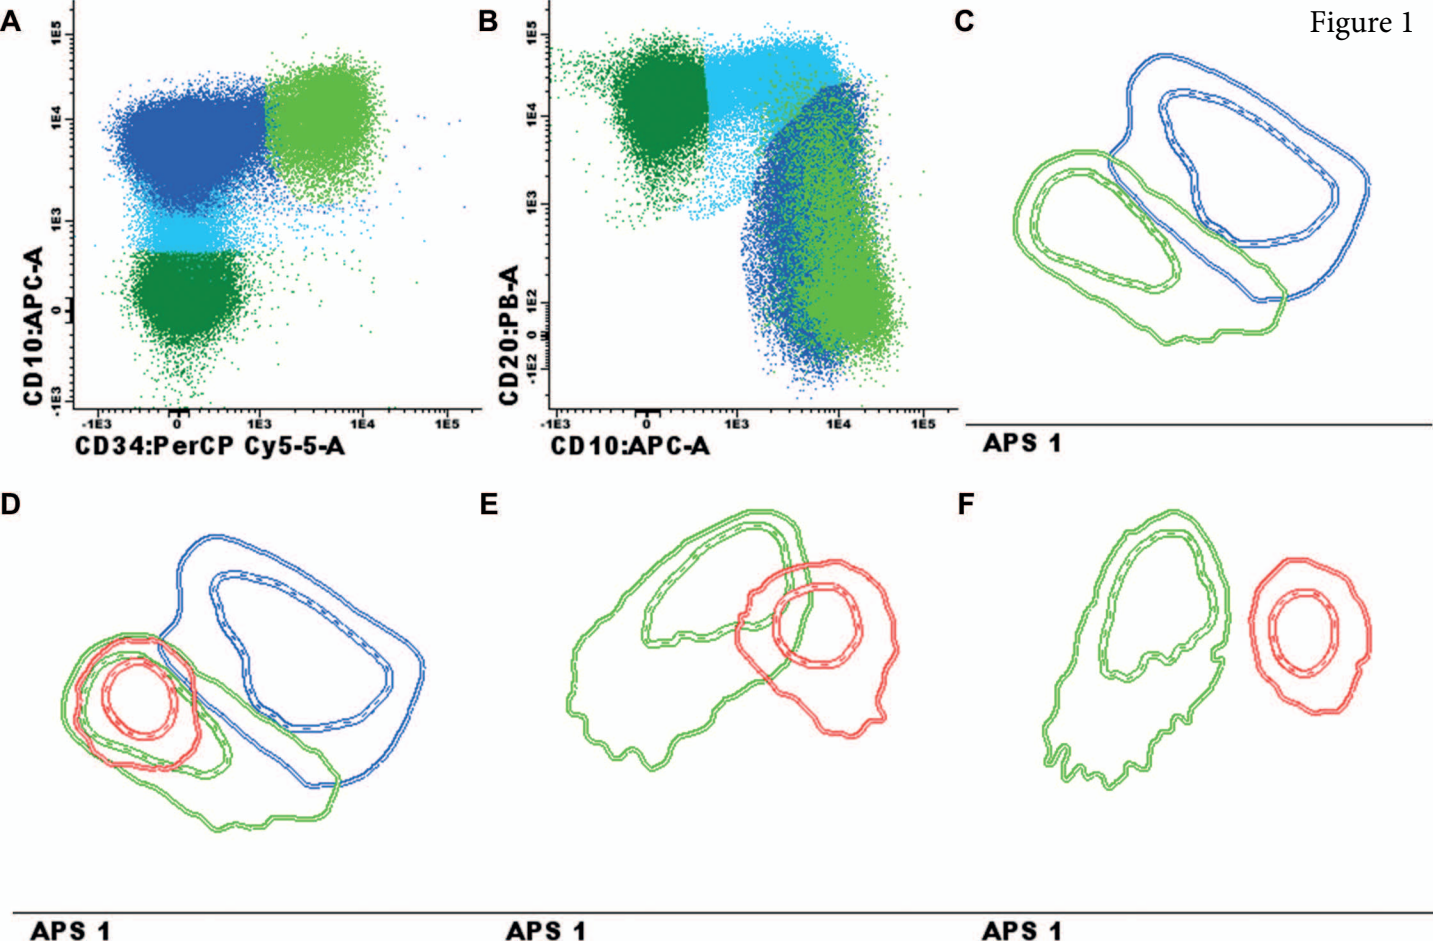 Figure 1
A
1E5
1E4
1E3
0
-1E3
CD10:APC-A
-1E3
0
1E3
1E4
1E5
CD34:PerCP Cy5-5-A
B
1E5
1E4
1E3
1E2
0
-1E2
CD20:PB-A
-1E3
0
1E3
1E4
1E5
CD10:APC-A
C
APS 1
D
APS 1
E
APS 1
F
APS 1